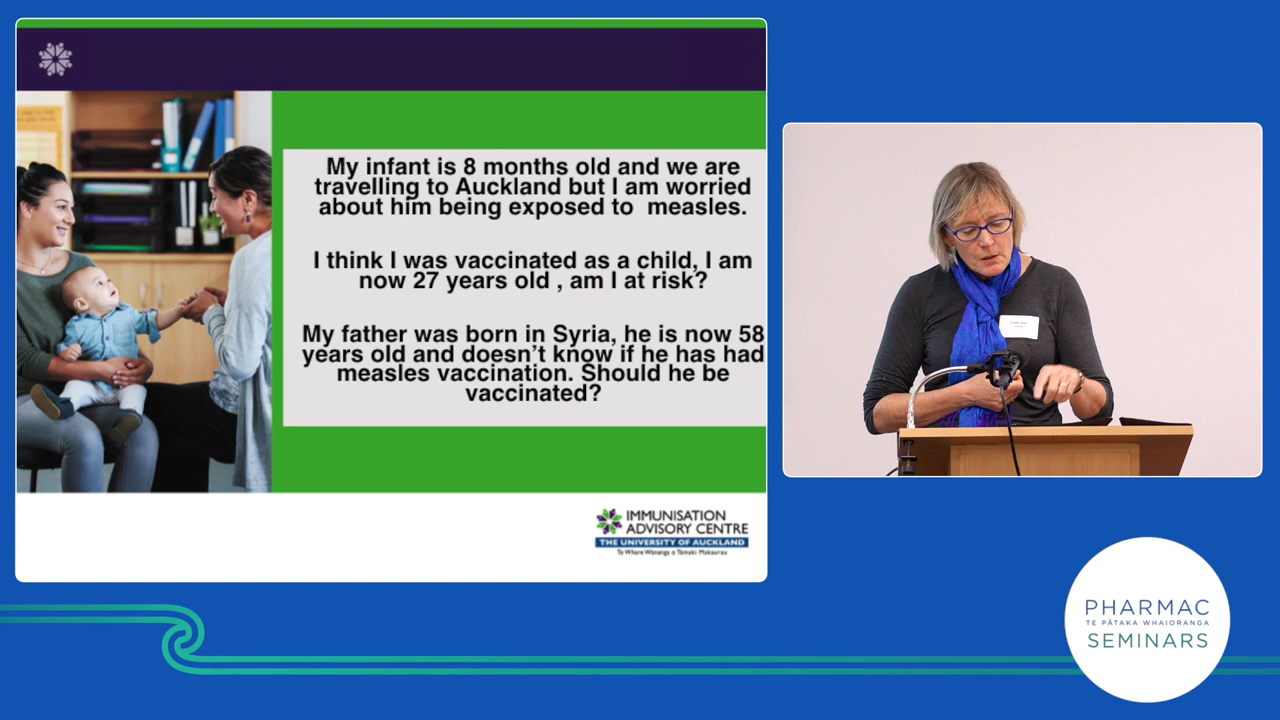 My infant is 8 months old and we are
travelling to Auckland but I am worried
about him being exposed to  measles.
I think I was vaccinated as a child, I am
now 27 years old , am I at risk?
My father was born in Syria, he is now 58
years old and doesn't know if he has had
measles vaccination. Should he be
vaccinated?
IMMUNISATION
ADVISORY CENTRE
THE UNIVERSITY OF AUCKLAND
Te Whare Wānanga o Tāmaki Makaurau
PHARMAC
TE PĀTAKA WHAIORANGA
SEMINARS